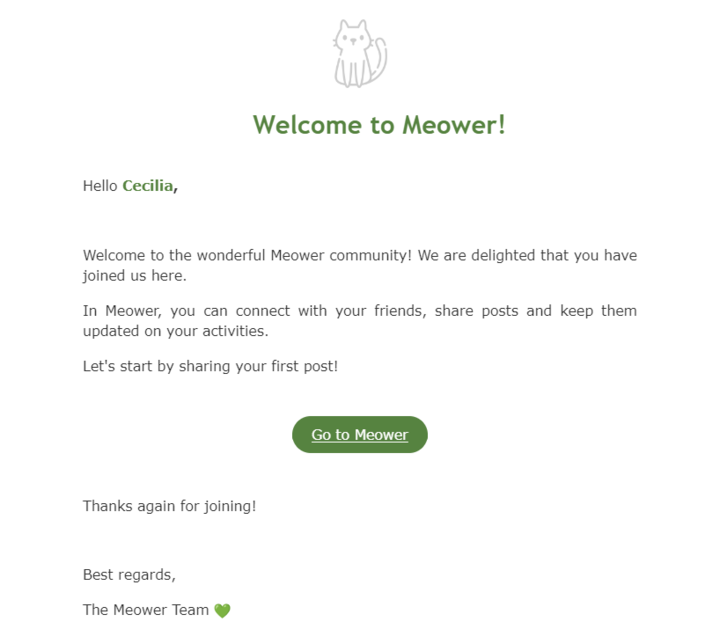 Welcome to Meower!
Hello Cecilia,
Welcome to the wonderful Meower community! We are delighted that you have
joined us here.
In Meower, you can connect with your friends, share posts and keep them
updated on your activities.
Let's start by sharing your first post!
Go to Meower
Thanks again for joining!
Best regards,
The Meower Team 💚